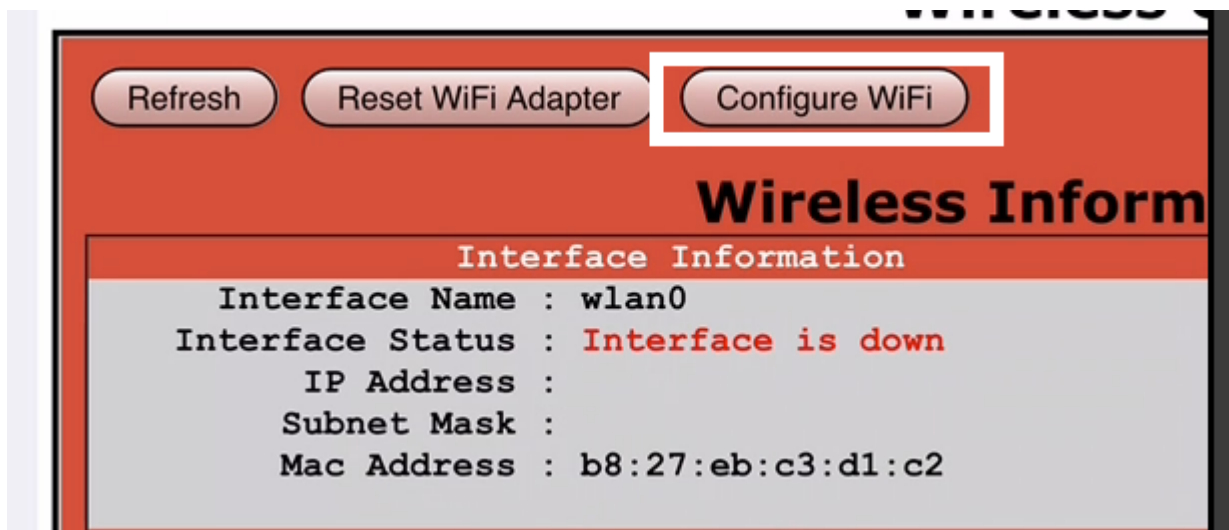 Wireless
Refresh Reset WiFi Adapter Configure WiFi
Wireless Inform
Interface Information
Interface Name : wlan0
Interface Status : Interface is down
IP Address :
Subnet Mask :
Mac Address : b8:27:eb:c3:d1:c2